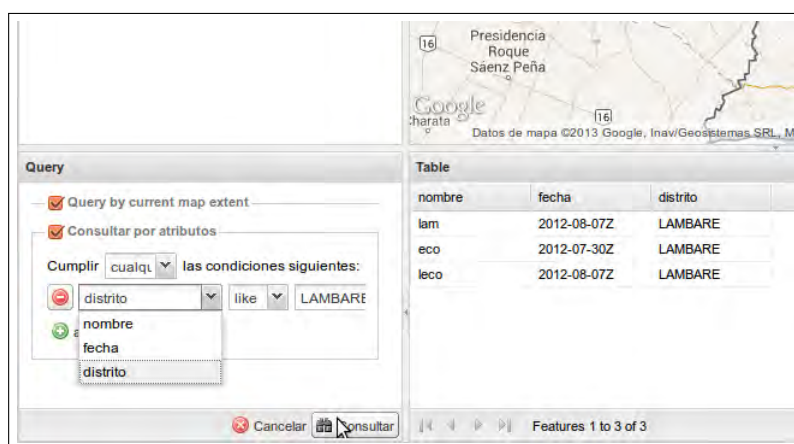 16
Presidencia
Roque
Sáenz Peña
Google
charata
16
Datos de mapa ©2013 Google, Inav/Geosistemas SRL, M
Query
Query by current map extent
Consultar por atributos
Cumplir cualqu las condiciones siguientes:
distrito like LAMBARE
a
nombre
fecha
distrito
Cancelar Consultar
Table
nombre fecha distrito
lam 2012-08-07Z LAMBARE
eco 2012-07-30Z LAMBARE
leco 2012-08-07Z LAMBARE
Features 1 to 3 of 3